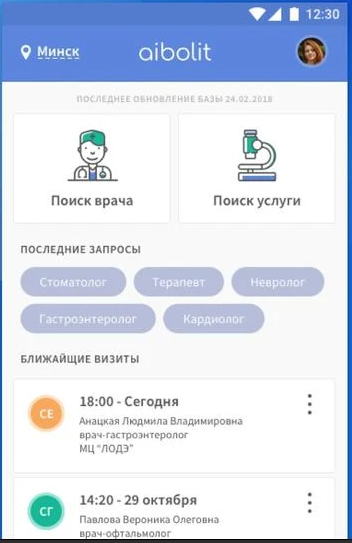 12:30
Минск
aibolit
ПОСЛЕДНЕЕ ОБНОВЛЕНИЕ БАЗЫ 24.02.2018
Поиск врача
Поиск услуги
ПОСЛЕДНИЕ ЗАПРОСЫ
Стоматолог
Терапевт
Невролог
Гастроэнтеролог
Кардиолог
БЛИЖАЙШИЕ ВИЗИТЫ
СЕ
18:00 - Сегодня
Анацкая Людмила Владимировна
врач-гастроэнтеролог
МЦ "ЛОДЭ"
СГ
14:20 - 29 октября
Павлова Вероника Олеговна
врач-офтальмолог